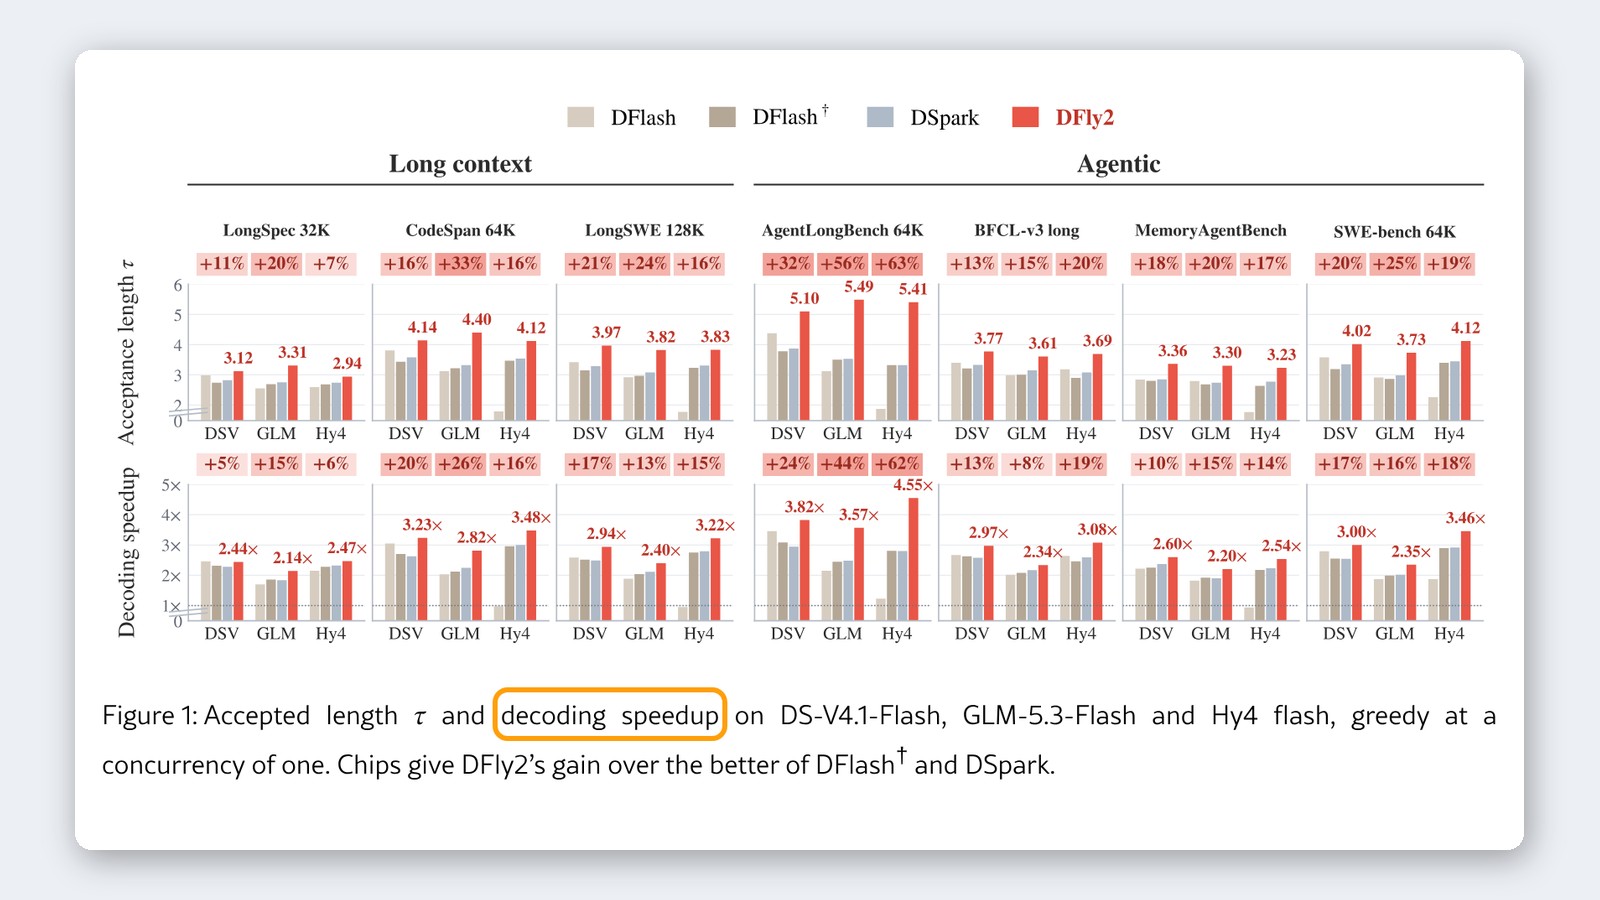 DFlash DFlash† DSpark DFly2
Long context Agentic
LongSpec 32K CodeSpan 64K LongSWE 128K AgentLongBench 64K BFCL-v3 long MemoryAgentBench SWE-bench 64K
+11% +20% +7% +16% +33% +16% +21% +24% +16% +32% +56% +63% +13% +15% +20% +18% +20% +17% +20% +25% +19%
Acceptance length τ
6
5
4
3
2
0
3.12 3.31 2.94 4.14 4.40 4.12 3.97 3.82 3.83 5.10 5.49 5.41 3.77 3.61 3.69 3.36 3.30 3.23 4.02 3.73 4.12
DSV GLM Hy4 DSV GLM Hy4 DSV GLM Hy4 DSV GLM Hy4 DSV GLM Hy4 DSV GLM Hy4 DSV GLM Hy4
+5% +15% +6% +20% +26% +16% +17% +13% +15% +24% +44% +62% +13% +8% +19% +10% +15% +14% +17% +16% +18%
Decoding speedup
5×
4×
3×
2×
1×
0
2.44× 2.14× 2.47× 3.23× 2.82× 3.48× 2.94× 2.40× 3.22× 3.82× 3.57× 4.55× 2.97× 2.34× 3.08× 2.60× 2.20× 2.54× 3.00× 2.35× 3.46×
DSV GLM Hy4 DSV GLM Hy4 DSV GLM Hy4 DSV GLM Hy4 DSV GLM Hy4 DSV GLM Hy4 DSV GLM Hy4
Figure 1: Accepted length τ and decoding speedup on DS-V4.1-Flash, GLM-5.3-Flash and Hy4 flash, greedy at a
concurrency of one. Chips give DFly2’s gain over the better of DFlash† and DSpark.